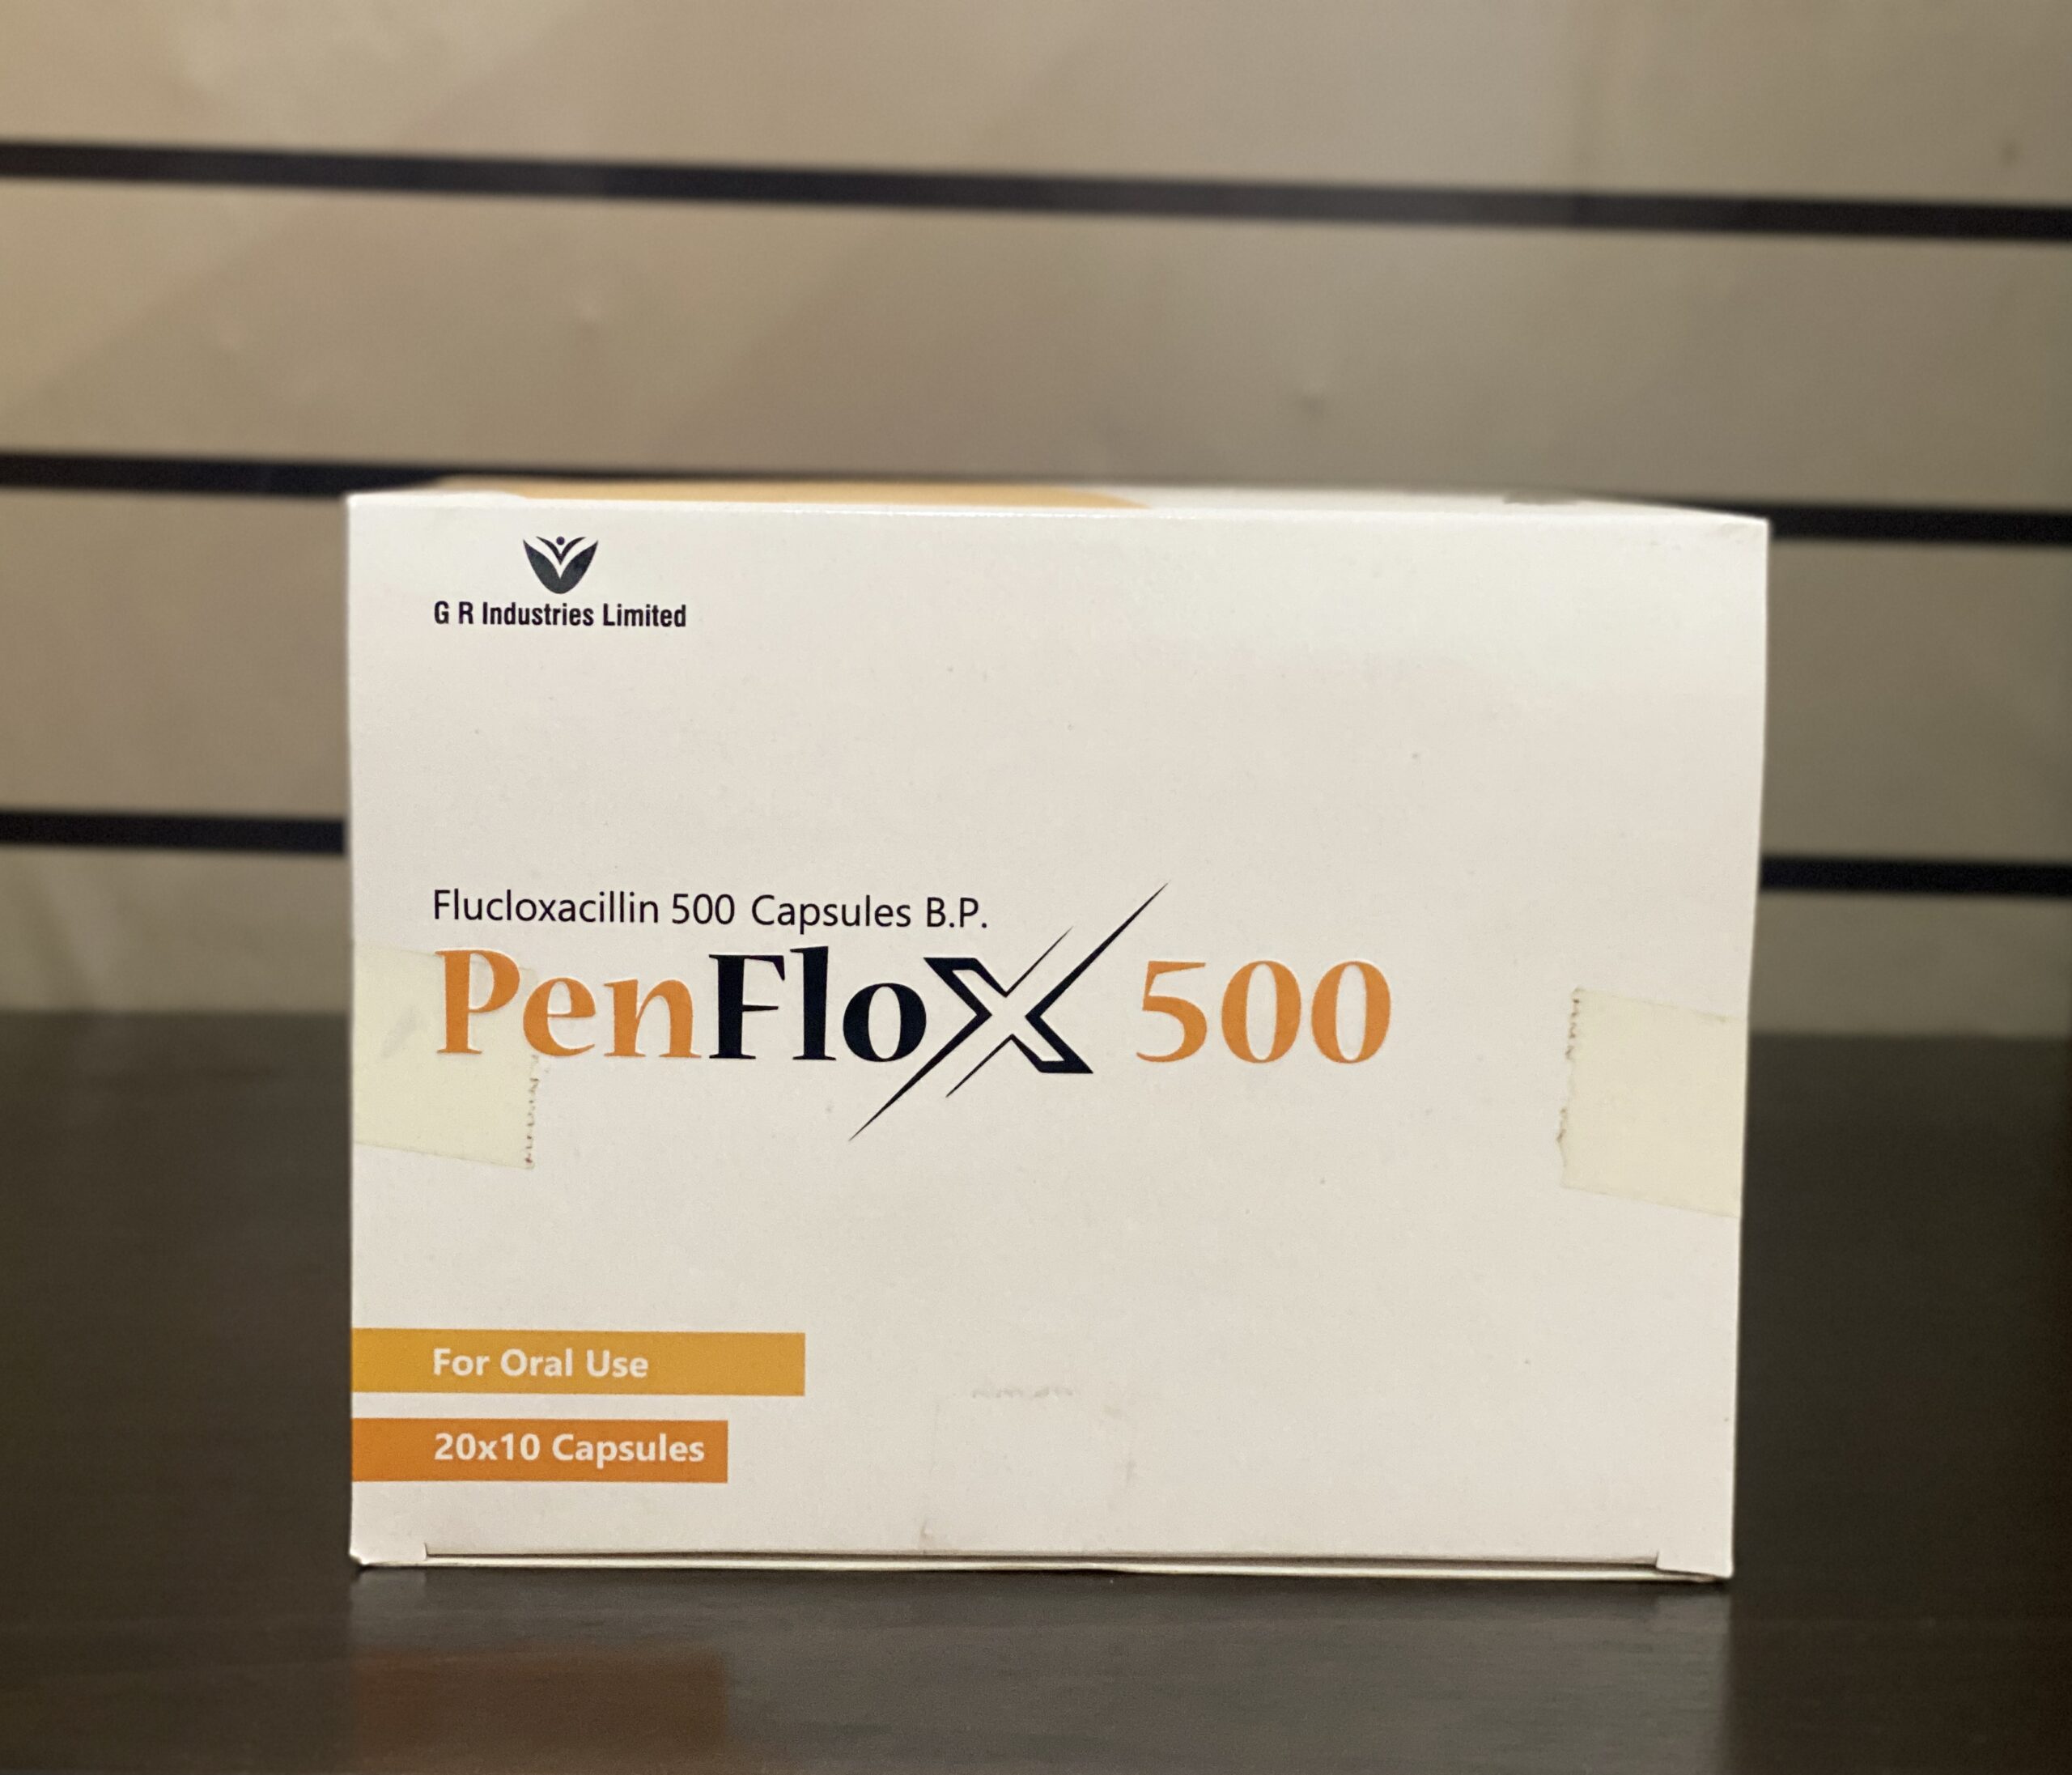 G R Industries Limited
Flucloxacillin 500 Capsules B.P.
PenFloX 500
For Oral Use
20x10 Capsules